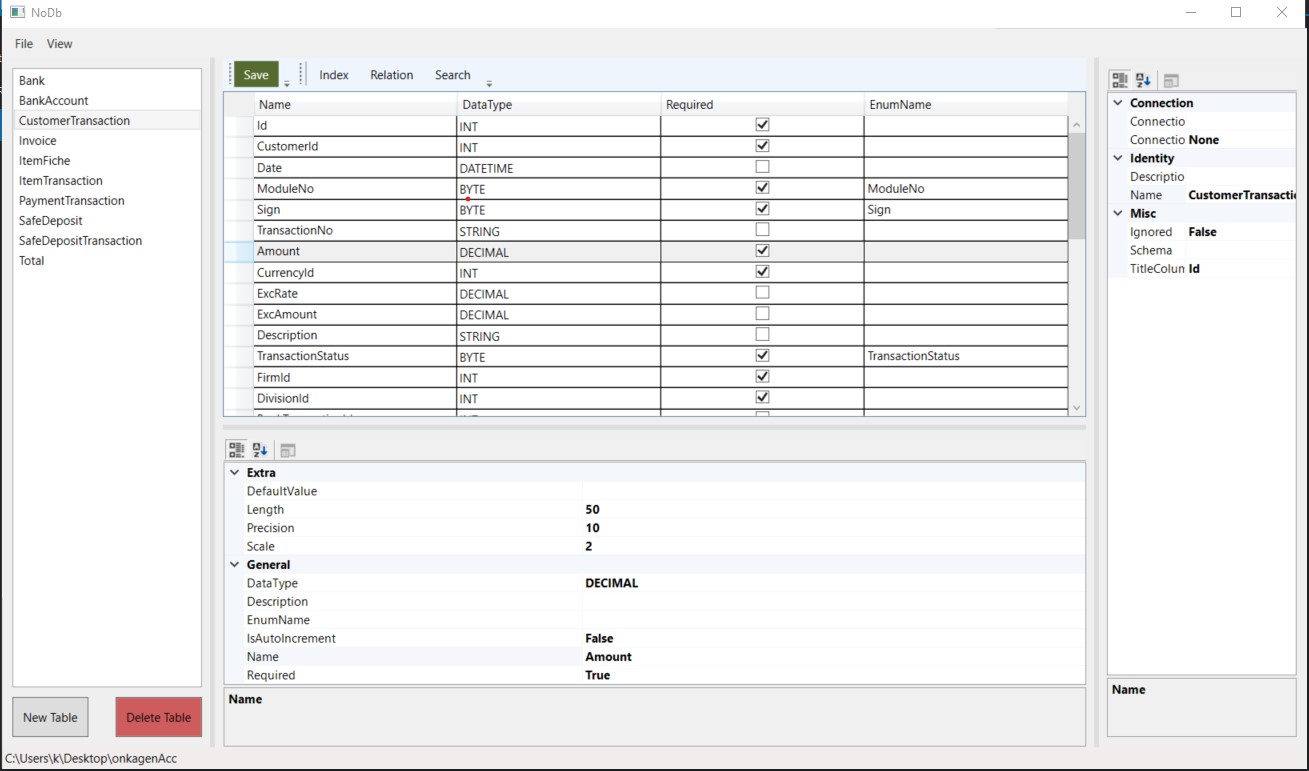 NoDb
File View
Bank
BankAccount
CustomerTransaction
Invoice
ItemFiche
ItemTransaction
PaymentTransaction
SafeDeposit
SafeDepositTransaction
Total
New Table Delete Table
C:\Users\k\Desktop\onkagenAcc
Save Index Relation Search
Name DataType Required EnumName
Id INT
CustomerId INT
Date DATETIME
ModuleNo BYTE ModuleNo
Sign BYTE Sign
TransactionNo STRING
Amount DECIMAL
CurrencyId INT
ExcRate DECIMAL
ExcAmount DECIMAL
Description STRING
TransactionStatus BYTE TransactionStatus
FirmId INT
DivisionId INT
Extra
DefaultValue
Length 50
Precision 10
Scale 2
General
DataType DECIMAL
Description
EnumName
IsAutoIncrement False
Name Amount
Required True
Name
Connection
Connectio
Connectio None
Identity
Descriptio
Name CustomerTransacti
Misc
Ignored False
Schema
TitleColun Id
Name